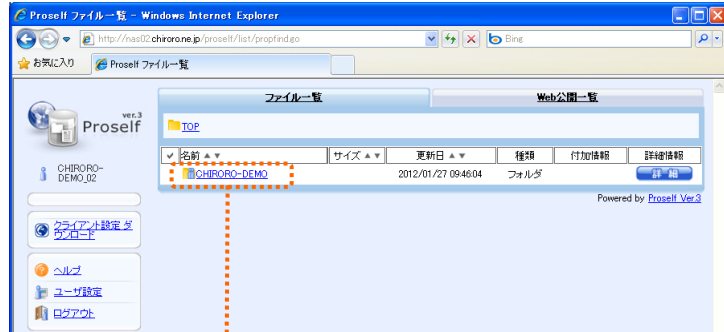 Proself ファイル一覧 - Windows Internet Explorer
http://nas02.chiroro.ne.jp/proself/list/propfind.go
Bing
お気に入り
Proself ファイル一覧
ver.3
Proself
ファイル一覧
Web公開一覧
TOP
✓ 名前 ▲▼ サイズ ▲▼ 更新日 ▲▼ 種類 付加情報 詳細情報
CHIRORO-DEMO 2012/01/27 09:46:04 フォルダ 詳細
Powered by Proself Ver.3
CHIRORO-
DEMO_02
クライアント設定 ダ
ウンロード
ヘルプ
ユーザ設定
ログアウト